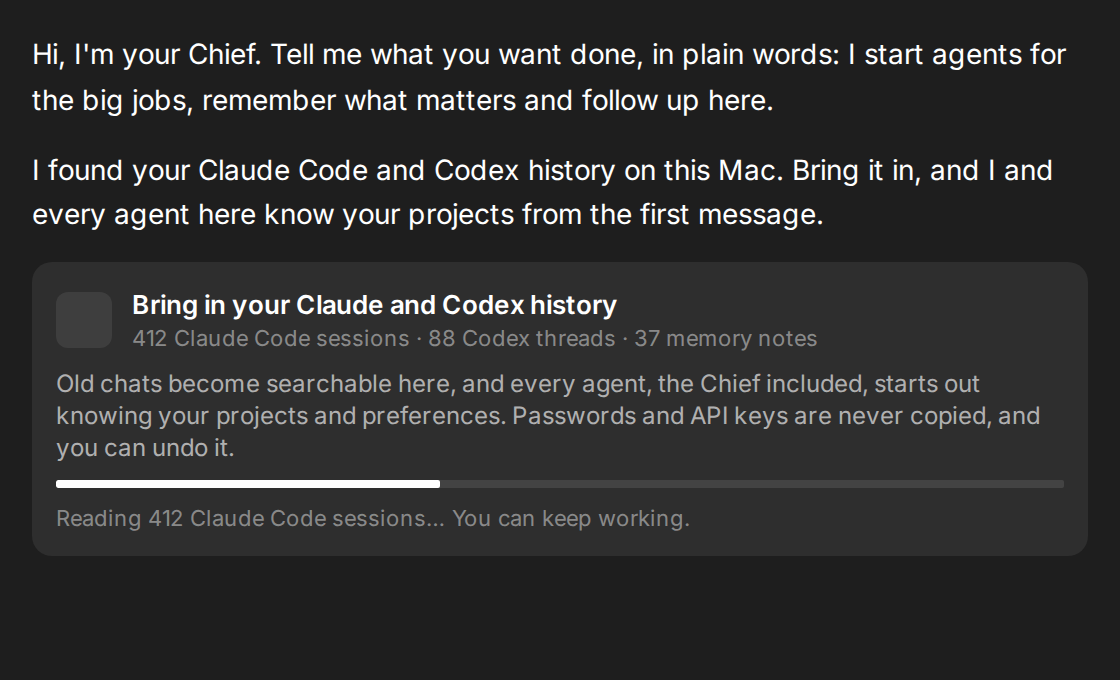 Hi, I'm your Chief. Tell me what you want done, in plain words: I start agents for
the big jobs, remember what matters and follow up here.
I found your Claude Code and Codex history on this Mac. Bring it in, and I and
every agent here know your projects from the first message.
Bring in your Claude and Codex history
412 Claude Code sessions · 88 Codex threads · 37 memory notes
Old chats become searchable here, and every agent, the Chief included, starts out
knowing your projects and preferences. Passwords and API keys are never copied, and
you can undo it.
Reading 412 Claude Code sessions... You can keep working.